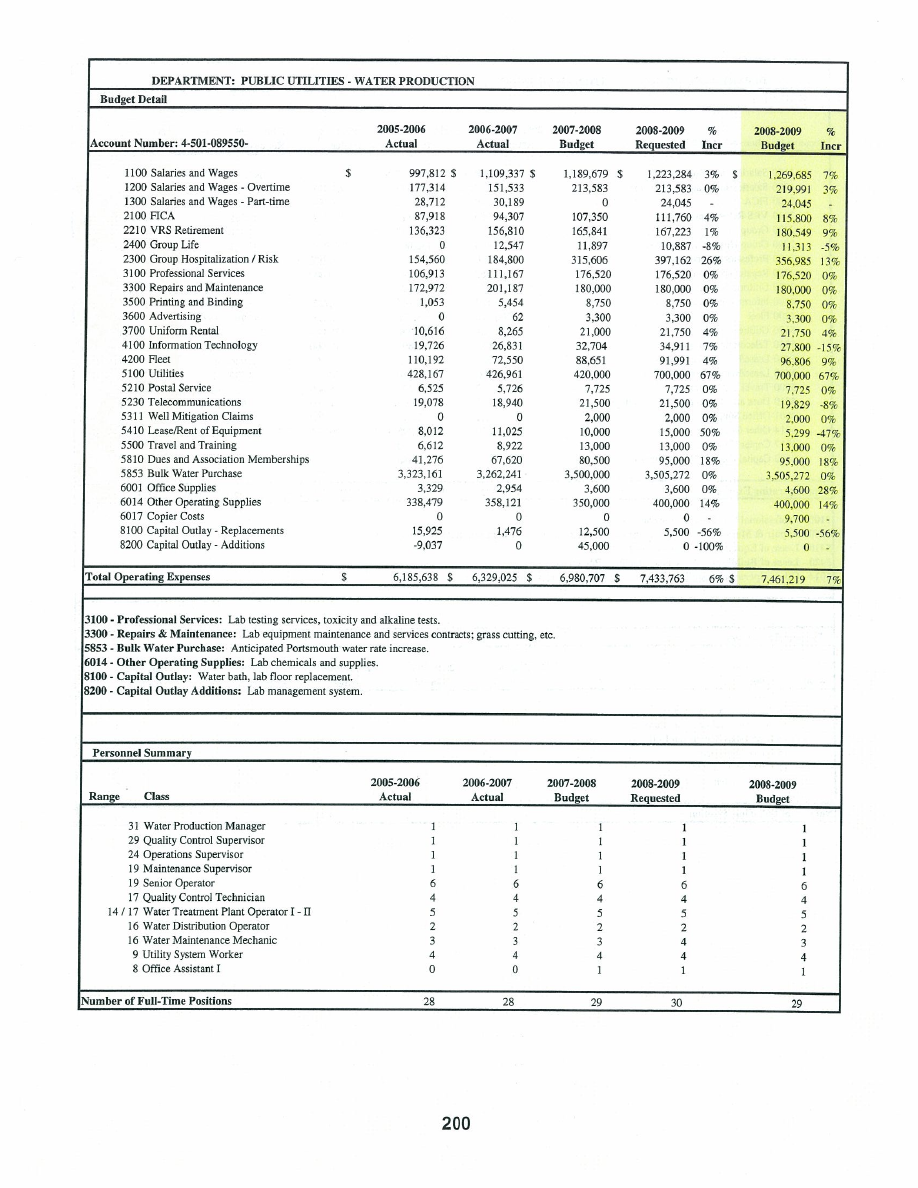 DEPARTMENT: PUBLIC UTILITIES - WATER PRODUCTION
Budget Detail
2005-2006 2006-2007 2007-2008 2008-2009 % 2008-2009 %
Account Number: 4-501-089550- Actual Actual Budget Requested Incr Budget Incr
1100 Salaries and Wages $ 997,812 $ 1,109,337 $ 1,189,679 $ 1,223,284 3% $ 1,269,685 7%
1200 Salaries and Wages - Overtime 177,314 151,533 213,583 213,583 0% 219,991 3%
1300 Salaries and Wages - Part-time 28,712 30,189 0 24,045 - 24,045 -
2100 FICA 87,918 94,307 107,350 111,760 4% 115,800 8%
2210 VRS Retirement 136,323 156,810 165,841 167,223 1% 180,549 9%
2400 Group Life 0 12,547 11,897 10,887 -8% 11,313 -5%
2300 Group Hospitalization / Risk 154,560 184,800 315,606 397,162 26% 356,985 13%
3100 Professional Services 106,913 111,167 176,520 176,520 0% 176,520 0%
3300 Repairs and Maintenance 172,972 201,187 180,000 180,000 0% 180,000 0%
3500 Printing and Binding 1,053 5,454 8,750 8,750 0% 8,750 0%
3600 Advertising 0 62 3,300 3,300 0% 3,300 0%
3700 Uniform Rental 10,616 8,265 21,000 21,750 4% 21,750 4%
4100 Information Technology 19,726 26,831 32,704 34,911 7% 27,800 -15%
4200 Fleet 110,192 72,550 88,651 91,991 4% 96,806 9%
5100 Utilities 428,167 426,961 420,000 700,000 67% 700,000 67%
5210 Postal Service 6,525 5,726 7,725 7,725 0% 7,725 0%
5230 Telecommunications 19,078 18,940 21,500 21,500 0% 19,829 -8%
5311 Well Mitigation Claims 0 0 2,000 2,000 0% 2,000 0%
5410 Lease/Rent of Equipment 8,012 11,025 10,000 15,000 50% 5,299 -47%
5500 Travel and Training 6,612 8,922 13,000 13,000 0% 13,000 0%
5810 Dues and Association Memberships 41,276 67,620 80,500 95,000 18% 95,000 18%
5853 Bulk Water Purchase 3,323,161 3,262,241 3,500,000 3,505,272 0% 3,505,272 0%
6001 Office Supplies 3,329 2,954 3,600 3,600 0% 4,600 28%
6014 Other Operating Supplies 338,479 358,121 350,000 400,000 14% 400,000 14%
6017 Copier Costs 0 0 0 0 - 9,700 -
8100 Capital Outlay - Replacements 15,925 1,476 12,500 5,500 -56% 5,500 -56%
8200 Capital Outlay - Additions -9,037 0 45,000 0 -100% 0 -
Total Operating Expenses $ 6,185,638 $ 6,329,025 $ 6,980,707 $ 7,433,763 6% $ 7,461,219 7%
3100 - Professional Services: Lab testing services, toxicity and alkaline tests.
3300 - Repairs & Maintenance: Lab equipment maintenance and services contracts; grass cutting, etc.
5853 - Bulk Water Purchase: Anticipated Portsmouth water rate increase.
6014 - Other Operating Supplies: Lab chemicals and supplies.
8100 - Capital Outlay: Water bath, lab floor replacement.
8200 - Capital Outlay Additions: Lab management system.
Personnel Summary
2005-2006 2006-2007 2007-2008 2008-2009 2008-2009
Range Class Actual Actual Budget Requested Budget
31 Water Production Manager 1 1 1 1 1
29 Quality Control Supervisor 1 1 1 1 1
24 Operations Supervisor 1 1 1 1 1
19 Maintenance Supervisor 1 1 1 1 1
19 Senior Operator 6 6 6 6 6
17 Quality Control Technician 4 4 4 4 4
14 / 17 Water Treatment Plant Operator I - II 5 5 5 5 5
16 Water Distribution Operator 2 2 2 2 2
16 Water Maintenance Mechanic 3 3 3 4 3
9 Utility System Worker 4 4 4 4 4
8 Office Assistant I 0 0 1 1 1
Number of Full-Time Positions 28 28 29 30 29
200